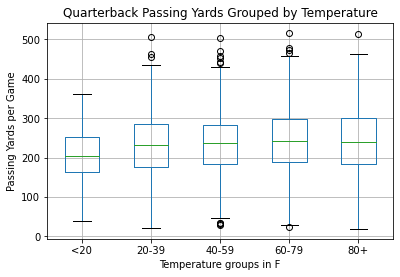 Quarterback Passing Yards Grouped by Temperature
500
400
300
200
100
0
Passing Yards per Game
<20 20-39 40-59 60-79 80+
Temperature groups in F